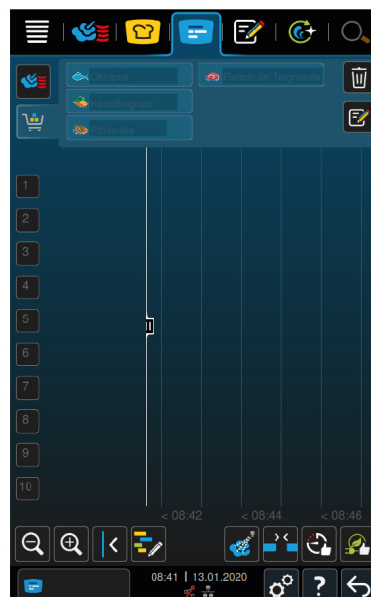 Oktopus
Fleisch im Teigmantel
Kartoffelgratin
Paniertes
1
2
3
4
5
6
7
8
9
10
< 08:42
< 08:44
< 08:46
08:41 | 13.01.2020
?